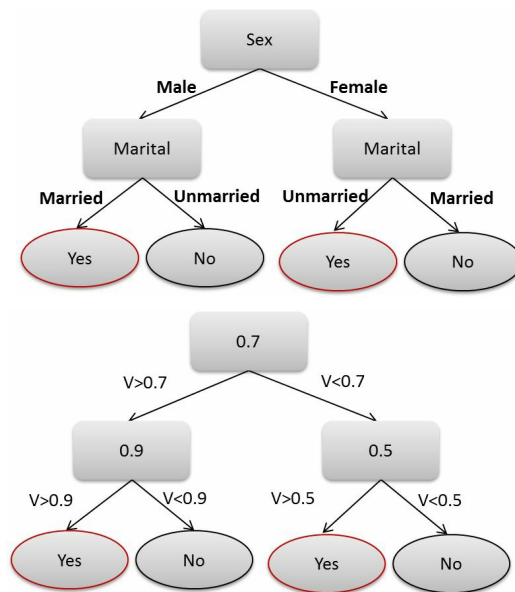 Sex
Male Female
Marital Marital
Married Unmarried Unmarried Married
Yes No Yes No
0.7
V>0.7 V<0.7
0.9 0.5
V>0.9 V<0.9 V>0.5 V<0.5
Yes No Yes No